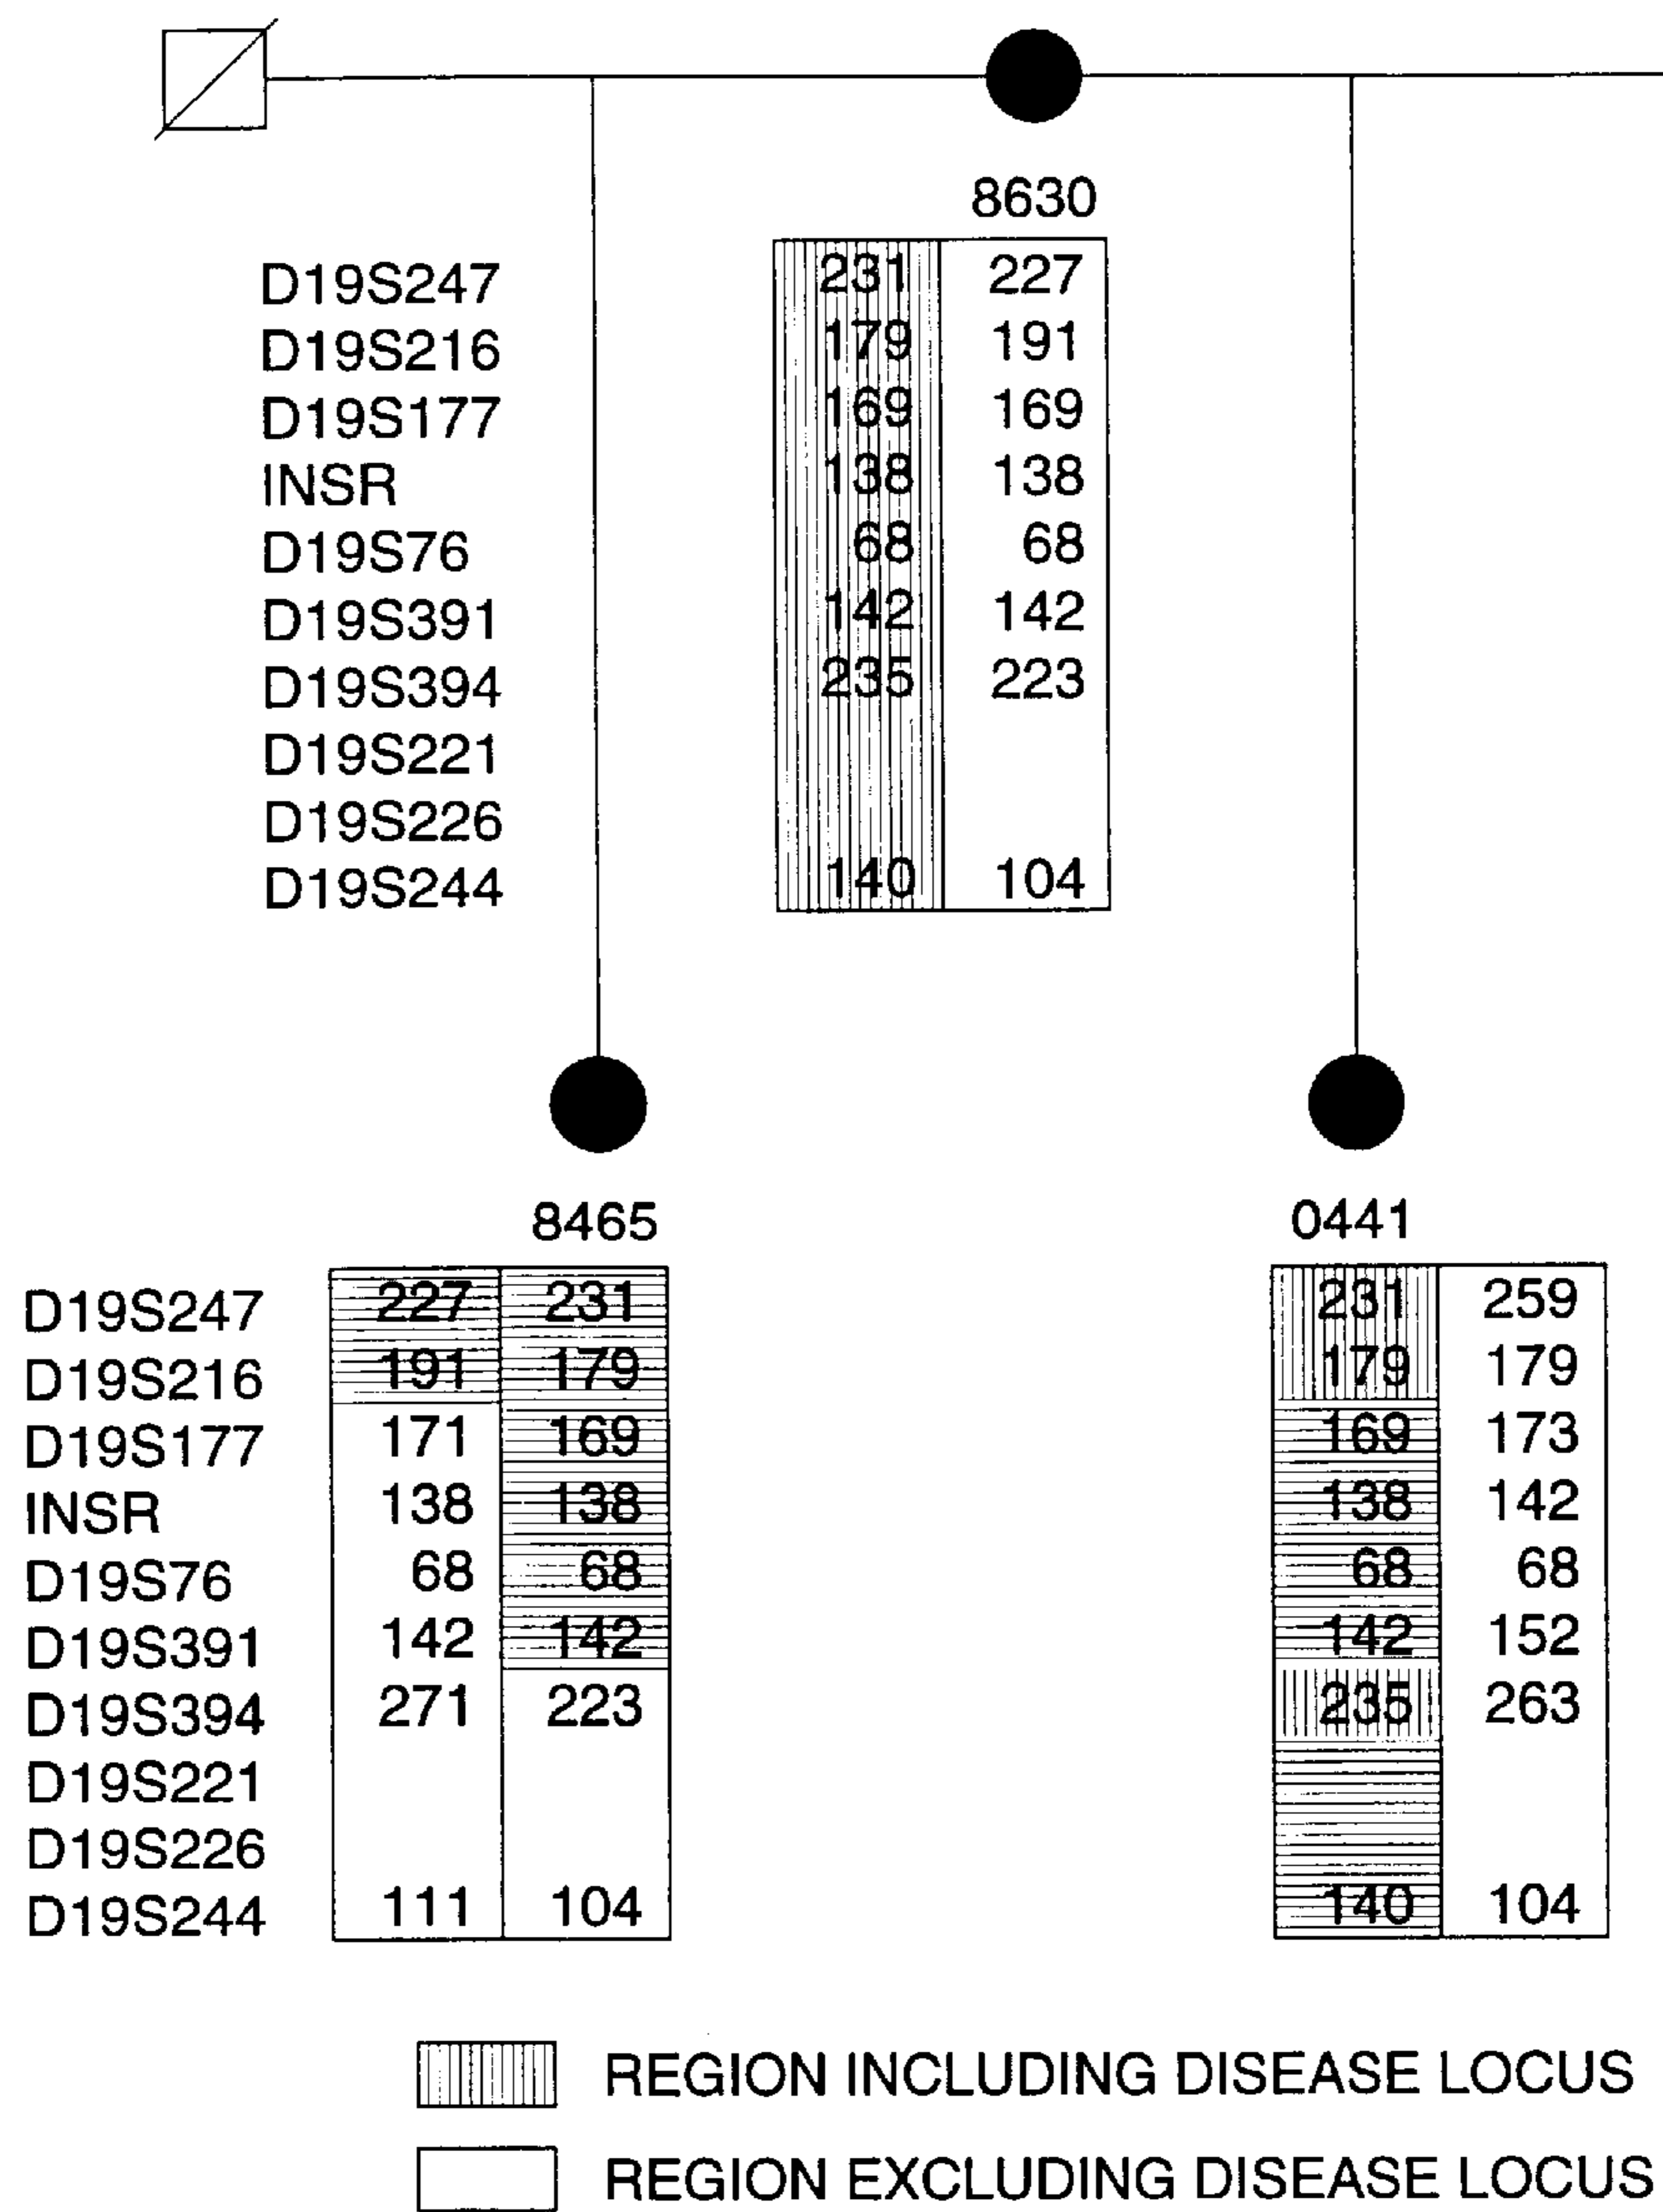 8630
D19S247 231 227
D19S216 179 191
D19S177 169 169
INSR 138 138
D19S76 68 68
D19S391 142 142
D19S394 235 223
D19S221
D19S226
D19S244 140 104
8465 0441
D19S247 227 231 231 259
D19S216 191 179 179 179
D19S177 171 169 169 173
INSR 138 138 138 142
D19S76 68 68 68 68
D19S391 142 142 142 152
D19S394 271 223 235 263
D19S221
D19S226
D19S244 111 104 140 104
REGION INCLUDING DISEASE LOCUS
REGION EXCLUDING DISEASE LOCUS